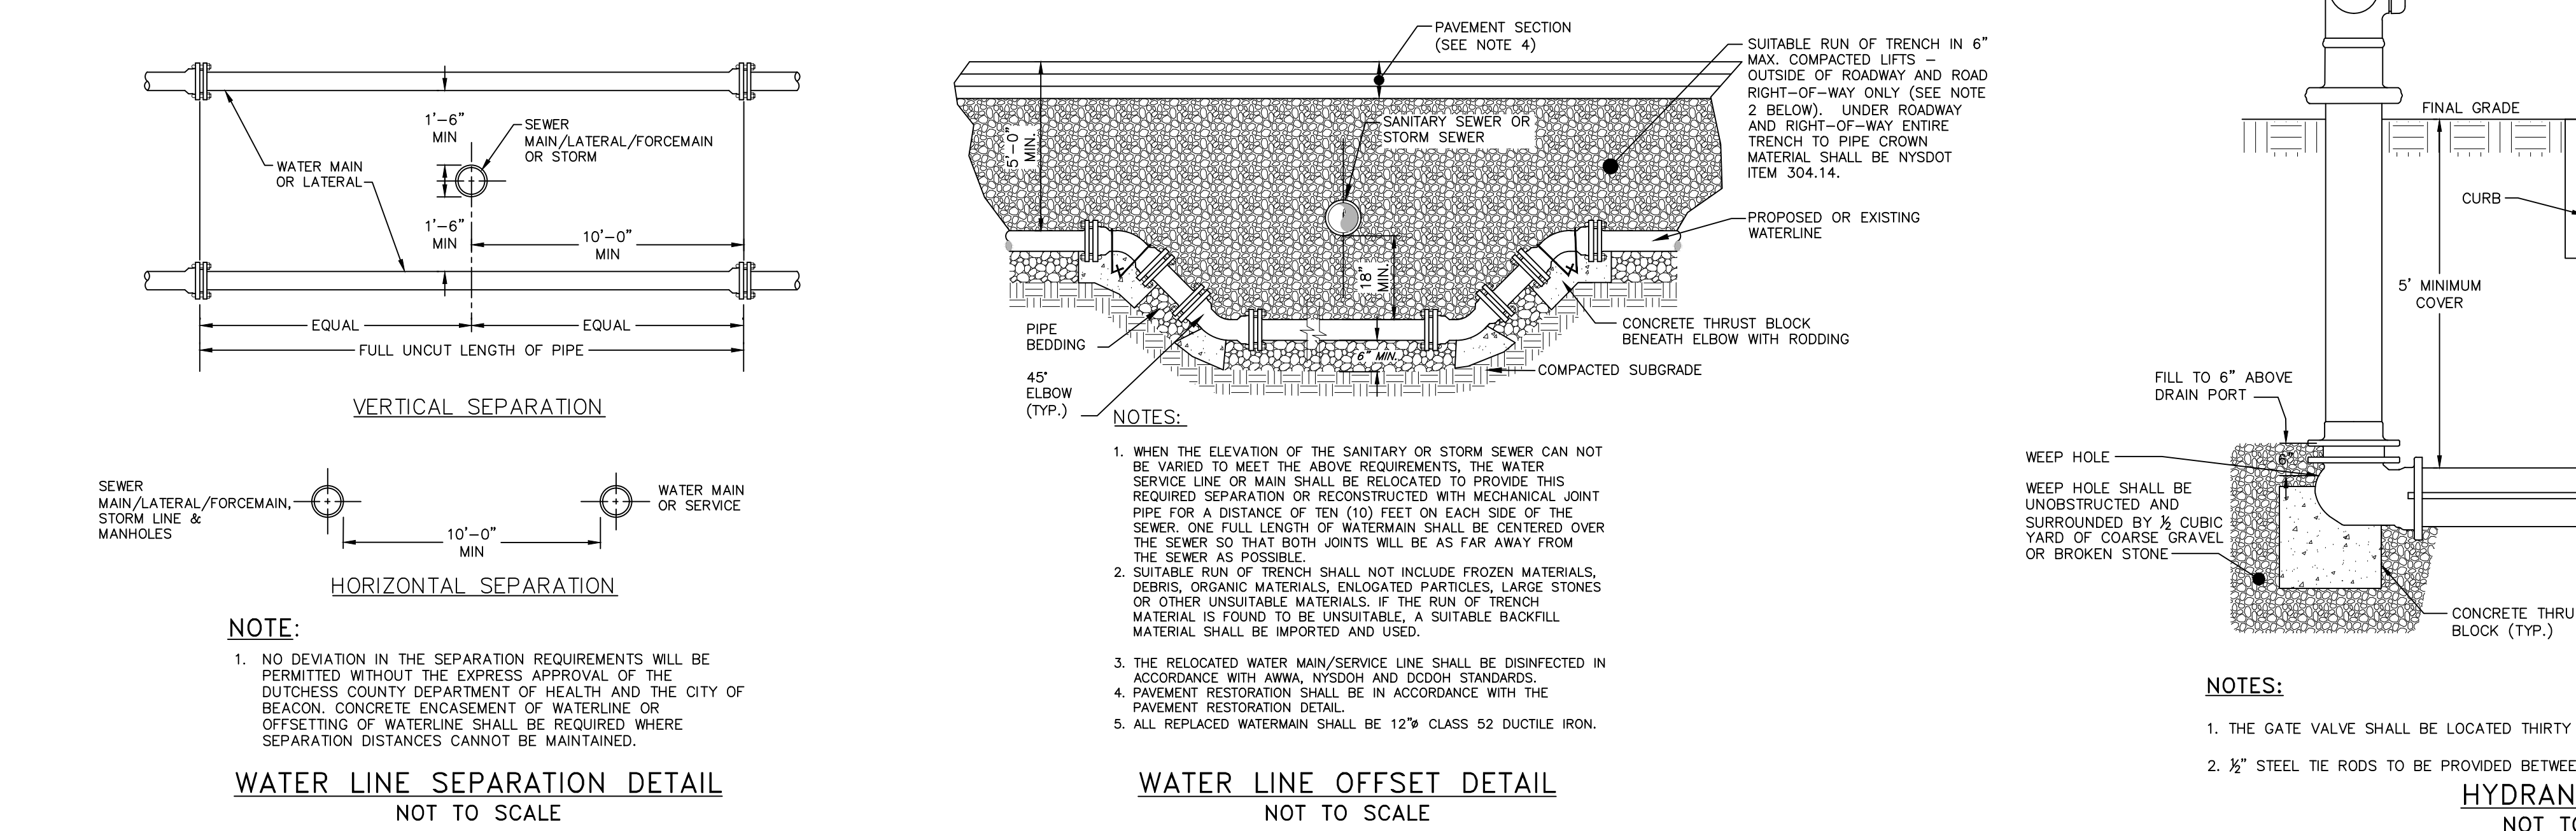 1'-6"
MIN
SEWER
MAIN/LATERAL/FORCEMAIN
OR STORM
WATER MAIN
OR LATERAL
1'-6"
MIN
10'-0"
MIN
EQUAL
EQUAL
FULL UNCUT LENGTH OF PIPE
VERTICAL SEPARATION
SEWER
MAIN/LATERAL/FORCEMAIN,
STORM LINE &
MANHOLES
WATER MAIN
OR SERVICE
10'-0"
MIN
HORIZONTAL SEPARATION
NOTE:
1. NO DEVIATION IN THE SEPARATION REQUIREMENTS WILL BE
PERMITTED WITHOUT THE EXPRESS APPROVAL OF THE
DUTCHESS COUNTY DEPARTMENT OF HEALTH AND THE CITY OF
BEACON. CONCRETE ENCASEMENT OF WATERLINE OR
OFFSETTING OF WATERLINE SHALL BE REQUIRED WHERE
SEPARATION DISTANCES CANNOT BE MAINTAINED.
WATER LINE SEPARATION DETAIL
NOT TO SCALE
PAVEMENT SECTION
(SEE NOTE 4)
SUITABLE RUN OF TRENCH IN 6"
MAX. COMPACTED LIFTS –
OUTSIDE OF ROADWAY AND ROAD
RIGHT-OF-WAY ONLY (SEE NOTE
2 BELOW). UNDER ROADWAY
AND RIGHT-OF-WAY ENTIRE
TRENCH TO PIPE CROWN
MATERIAL SHALL BE NYSDOT
ITEM 304.14.
5'-0"
MIN.
SANITARY SEWER OR
STORM SEWER
PROPOSED OR EXISTING
WATERLINE
18"
MIN.
PIPE
BEDDING
CONCRETE THRUST BLOCK
BENEATH ELBOW WITH RODDING
6" MIN.
COMPACTED SUBGRADE
45°
ELBOW
(TYP.)
NOTES:
1. WHEN THE ELEVATION OF THE SANITARY OR STORM SEWER CAN NOT
BE VARIED TO MEET THE ABOVE REQUIREMENTS, THE WATER
SERVICE LINE OR MAIN SHALL BE RELOCATED TO PROVIDE THIS
REQUIRED SEPARATION OR RECONSTRUCTED WITH MECHANICAL JOINT
PIPE FOR A DISTANCE OF TEN (10) FEET ON EACH SIDE OF THE
SEWER. ONE FULL LENGTH OF WATERMAIN SHALL BE CENTERED OVER
THE SEWER SO THAT BOTH JOINTS WILL BE AS FAR AWAY FROM
THE SEWER AS POSSIBLE.
2. SUITABLE RUN OF TRENCH SHALL NOT INCLUDE FROZEN MATERIALS,
DEBRIS, ORGANIC MATERIALS, ENLOGATED PARTICLES, LARGE STONES
OR OTHER UNSUITABLE MATERIALS. IF THE RUN OF TRENCH
MATERIAL IS FOUND TO BE UNSUITABLE, A SUITABLE BACKFILL
MATERIAL SHALL BE IMPORTED AND USED.
3. THE RELOCATED WATER MAIN/SERVICE LINE SHALL BE DISINFECTED IN
ACCORDANCE WITH AWWA, NYSDOH AND DCDOH STANDARDS.
4. PAVEMENT RESTORATION SHALL BE IN ACCORDANCE WITH THE
PAVEMENT RESTORATION DETAIL.
5. ALL REPLACED WATERMAIN SHALL BE 12"ø CLASS 52 DUCTILE IRON.
WATER LINE OFFSET DETAIL
NOT TO SCALE
FINAL GRADE
CURB
5' MINIMUM
COVER
FILL TO 6" ABOVE
DRAIN PORT
6"
WEEP HOLE
WEEP HOLE SHALL BE
UNOBSTRUCTED AND
SURROUNDED BY ½ CUBIC
YARD OF COARSE GRAVEL
OR BROKEN STONE
CONCRETE THRU
BLOCK (TYP.)
NOTES:
1. THE GATE VALVE SHALL BE LOCATED THIRTY
2. ½" STEEL TIE RODS TO BE PROVIDED BETWEE
HYDRAN
NOT TO